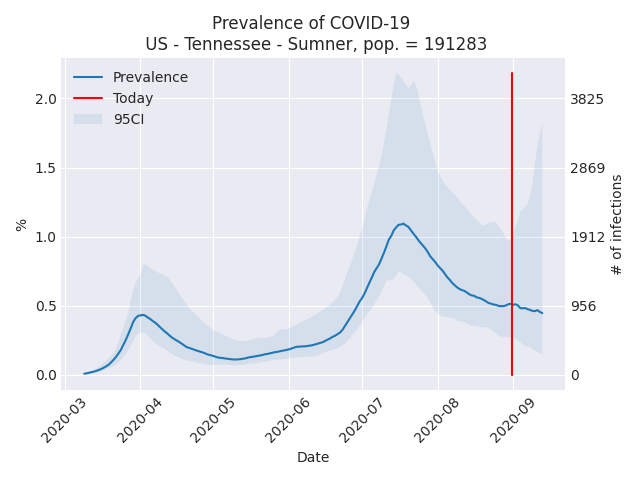 Prevalence of COVID-19
US - Tennessee - Sumner, pop. = 191283
Prevalence
Today
95CI
2.0
1.5
1.0
0.5
0.0
%
3825
2869
1912
956
0
# of infections
2020-03
2020-04
2020-05
2020-06
2020-07
2020-08
2020-09
Date